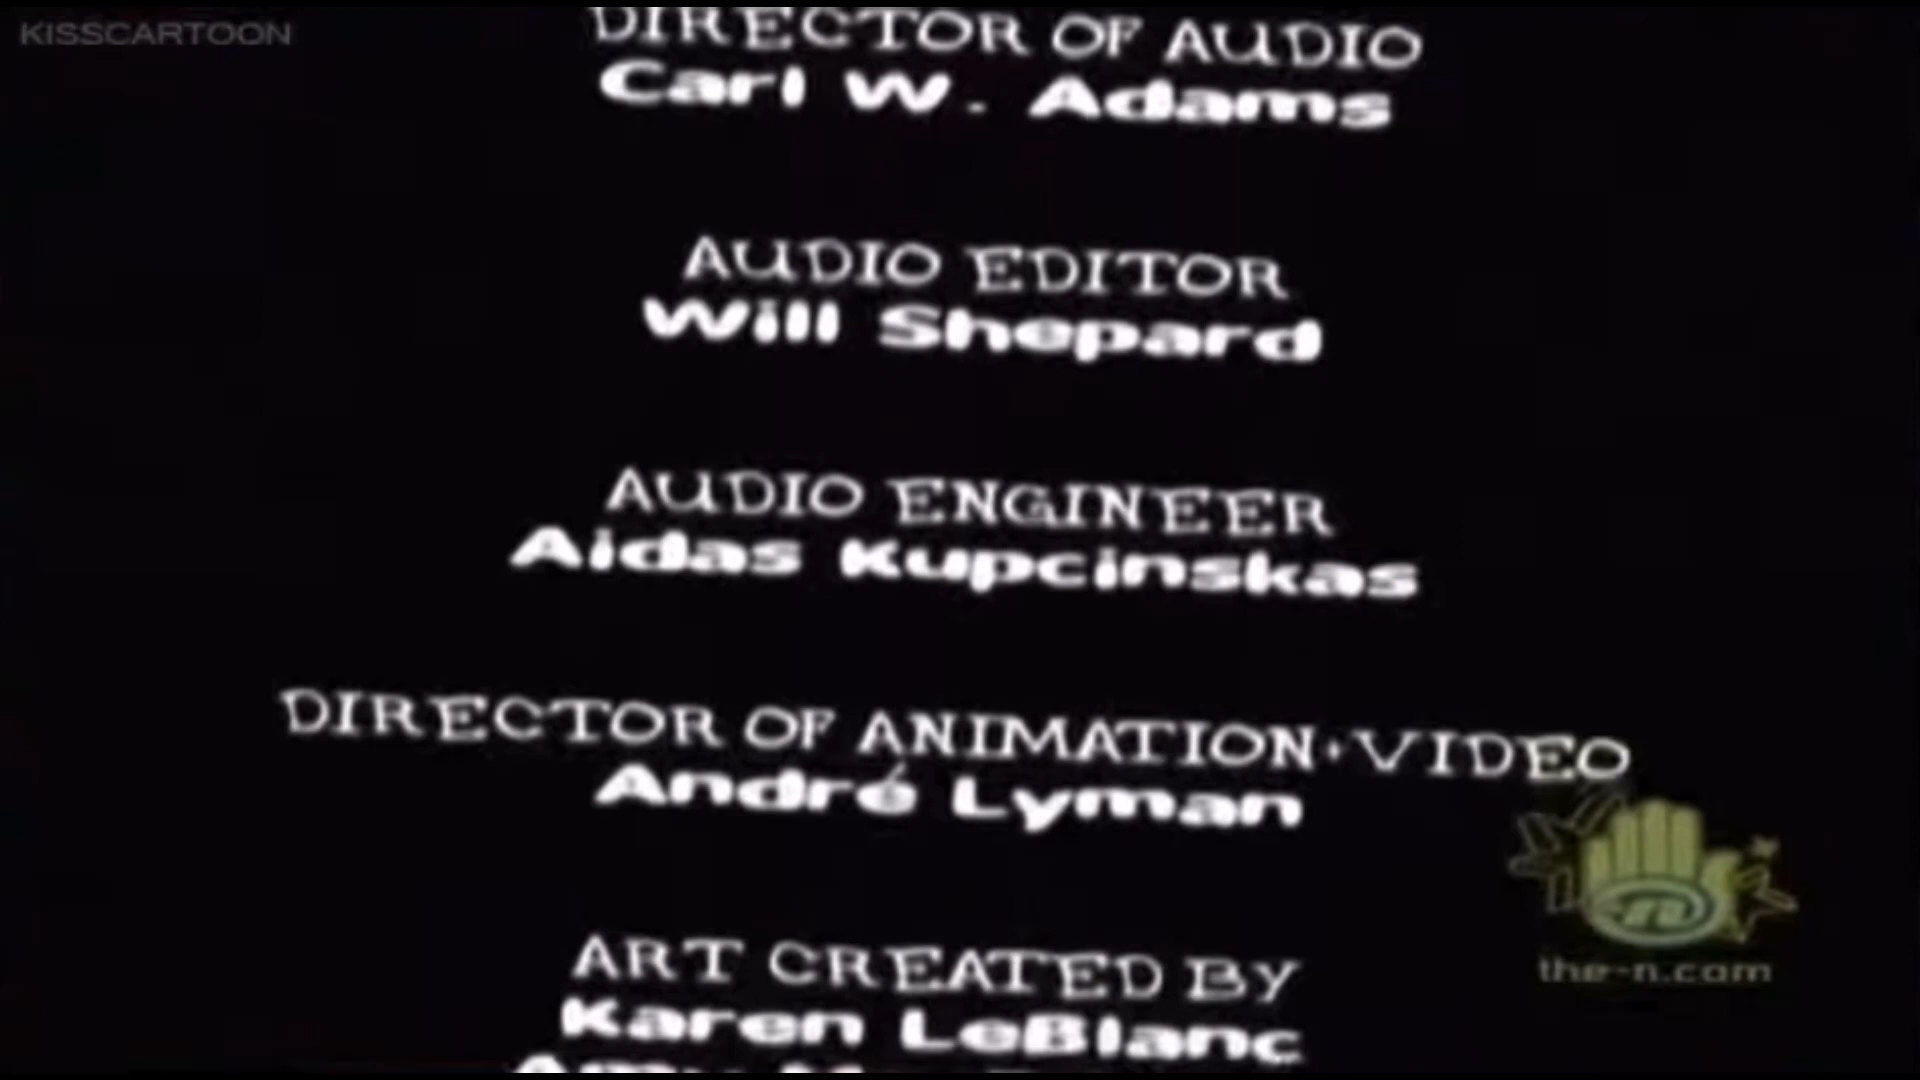 KISSCARTOON
DIRECTOR OF AUDIO
Carl W. Adams
AUDIO EDITOR
Will Shepard
AUDIO ENGINEER
Aidas Kupcinskas
DIRECTOR OF ANIMATION+VIDEO
André Lyman
n
the-n.com
ART CREATED BY
Karen LeBlanc
Amy